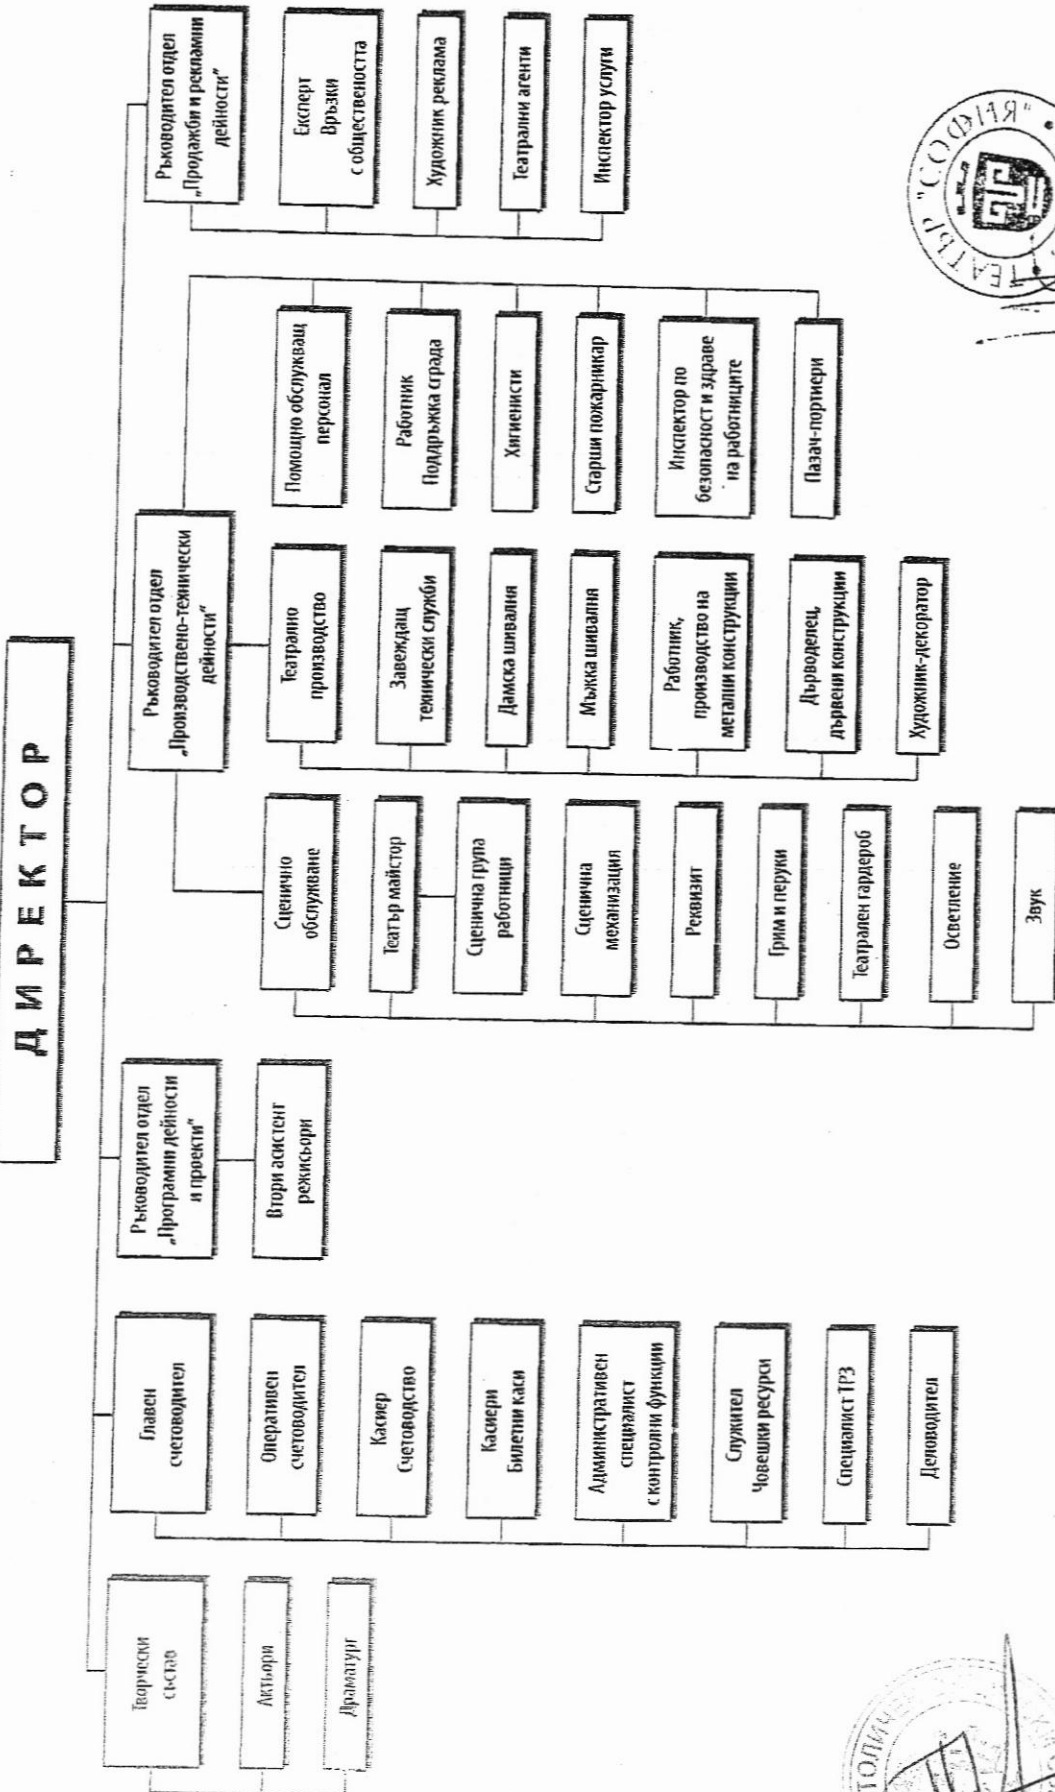 ДИРЕКТОР
Творчески
състав
Актьори
Драматург
Главен
счетоводител
Оперативен
счетоводител
Касиер
Счетоводство
Касиери
Билетни каси
Административен
специалист
с контролни функции
Служител
Човешки ресурси
Специалист ТРЗ
Деловодител
Ръководител отдел
„Програмни дейности
и проекти“
Втори асистент
режисьори
Ръководител отдел
„Производствено-технически
дейности“
Сценично
обслужване
Театър майстор
Сценична група
работници
Сценична
механизация
Реквизит
Грим и перуки
Театрален гардероб
Осветление
Звук
Театрално
производство
Завеждащ
технически служби
Дамска шивалня
Мъжка шивалня
Работник,
производство на
метални конструкции
Дърводелец,
дървени конструкции
Художник-декоратор
Помощно обслужващ
персонал
Работник
Поддръжка сграда
Хигиенисти
Старши пожарникар
Инспектор по
безопасност и здраве
на работниците
Пазач-портиери
Ръководител отдел
„Продажби и рекламни
дейности“
Експерт
Връзки
с обществеността
Художник реклама
Театрални агенти
Инспектор услуги
ТЕАТЪР "СОФИЯ"